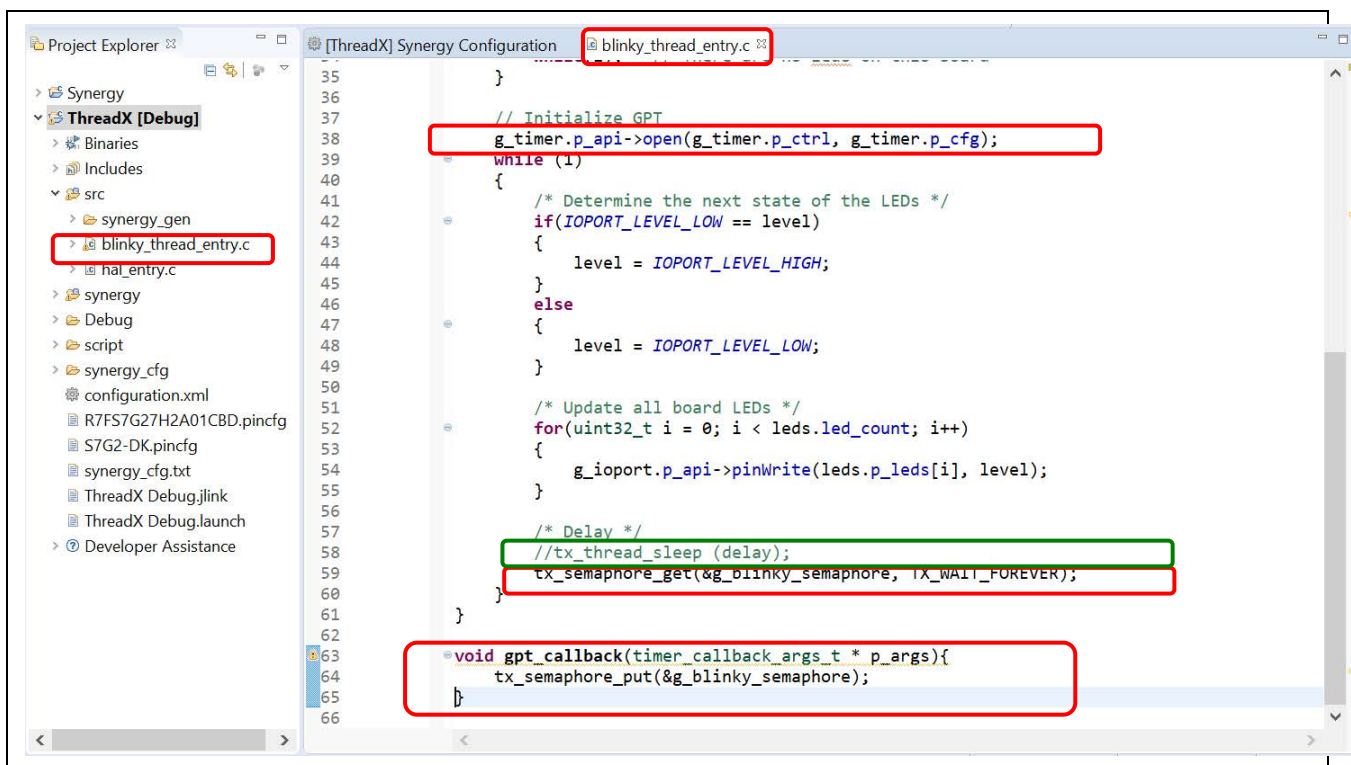 Project Explorer
[ThreadX] Synergy Configuration
blinky_thread_entry.c
Synergy
ThreadX [Debug]
Binaries
Includes
src
synergy_gen
blinky_thread_entry.c
hal_entry.c
synergy
Debug
script
synergy_cfg
configuration.xml
R7FS7G27H2A01CBD.pincfg
S7G2-DK.pincfg
synergy_cfg.txt
ThreadX Debug.jlink
ThreadX Debug.launch
Developer Assistance
35 }
36
37 // Initialize GPT
38 g_timer.p_api->open(g_timer.p_ctrl, g_timer.p_cfg);
39 while (1)
40 {
41 /* Determine the next state of the LEDs */
42 if(IOPORT_LEVEL_LOW == level)
43 {
44 level = IOPORT_LEVEL_HIGH;
45 }
46 else
47 {
48 level = IOPORT_LEVEL_LOW;
49 }
50
51 /* Update all board LEDs */
52 for(uint32_t i = 0; i < leds.led_count; i++)
53 {
54 g_ioport.p_api->pinWrite(leds.p_leds[i], level);
55 }
56
57 /* Delay */
58 //tx_thread_sleep (delay);
59 tx_semaphore_get(&g_blinky_semaphore, TX_WAIT_FOREVER);
60 }
61 }
62
63 void gpt_callback(timer_callback_args_t * p_args){
64 tx_semaphore_put(&g_blinky_semaphore);
65 }
66